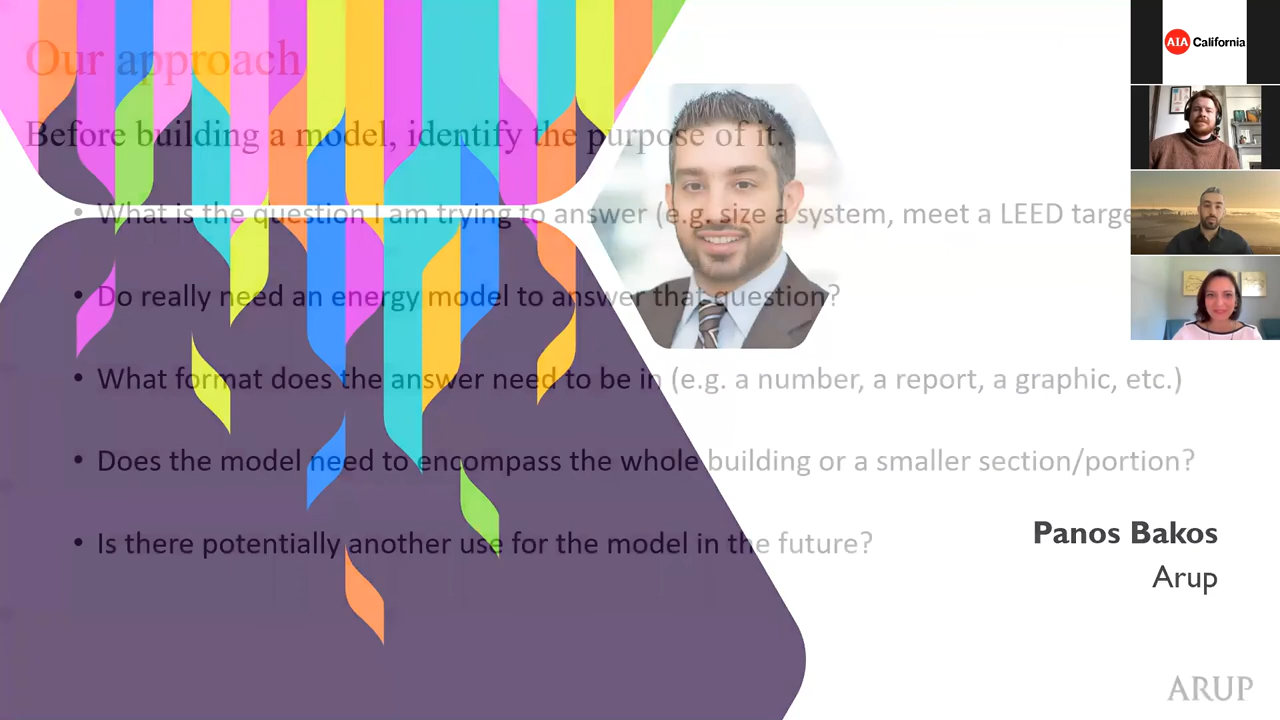 Our approach
Before building a model, identify the purpose of it.
• What is the question I am trying to answer (e.g. size a system, meet a LEED targe
• Do really need an energy model to answer that question?
• What format does the answer need to be in (e.g. a number, a report, a graphic, etc.)
• Does the model need to encompass the whole building or a smaller section/portion?
• Is there potentially another use for the model in the future?
Panos Bakos
Arup
ARUP
AIA California